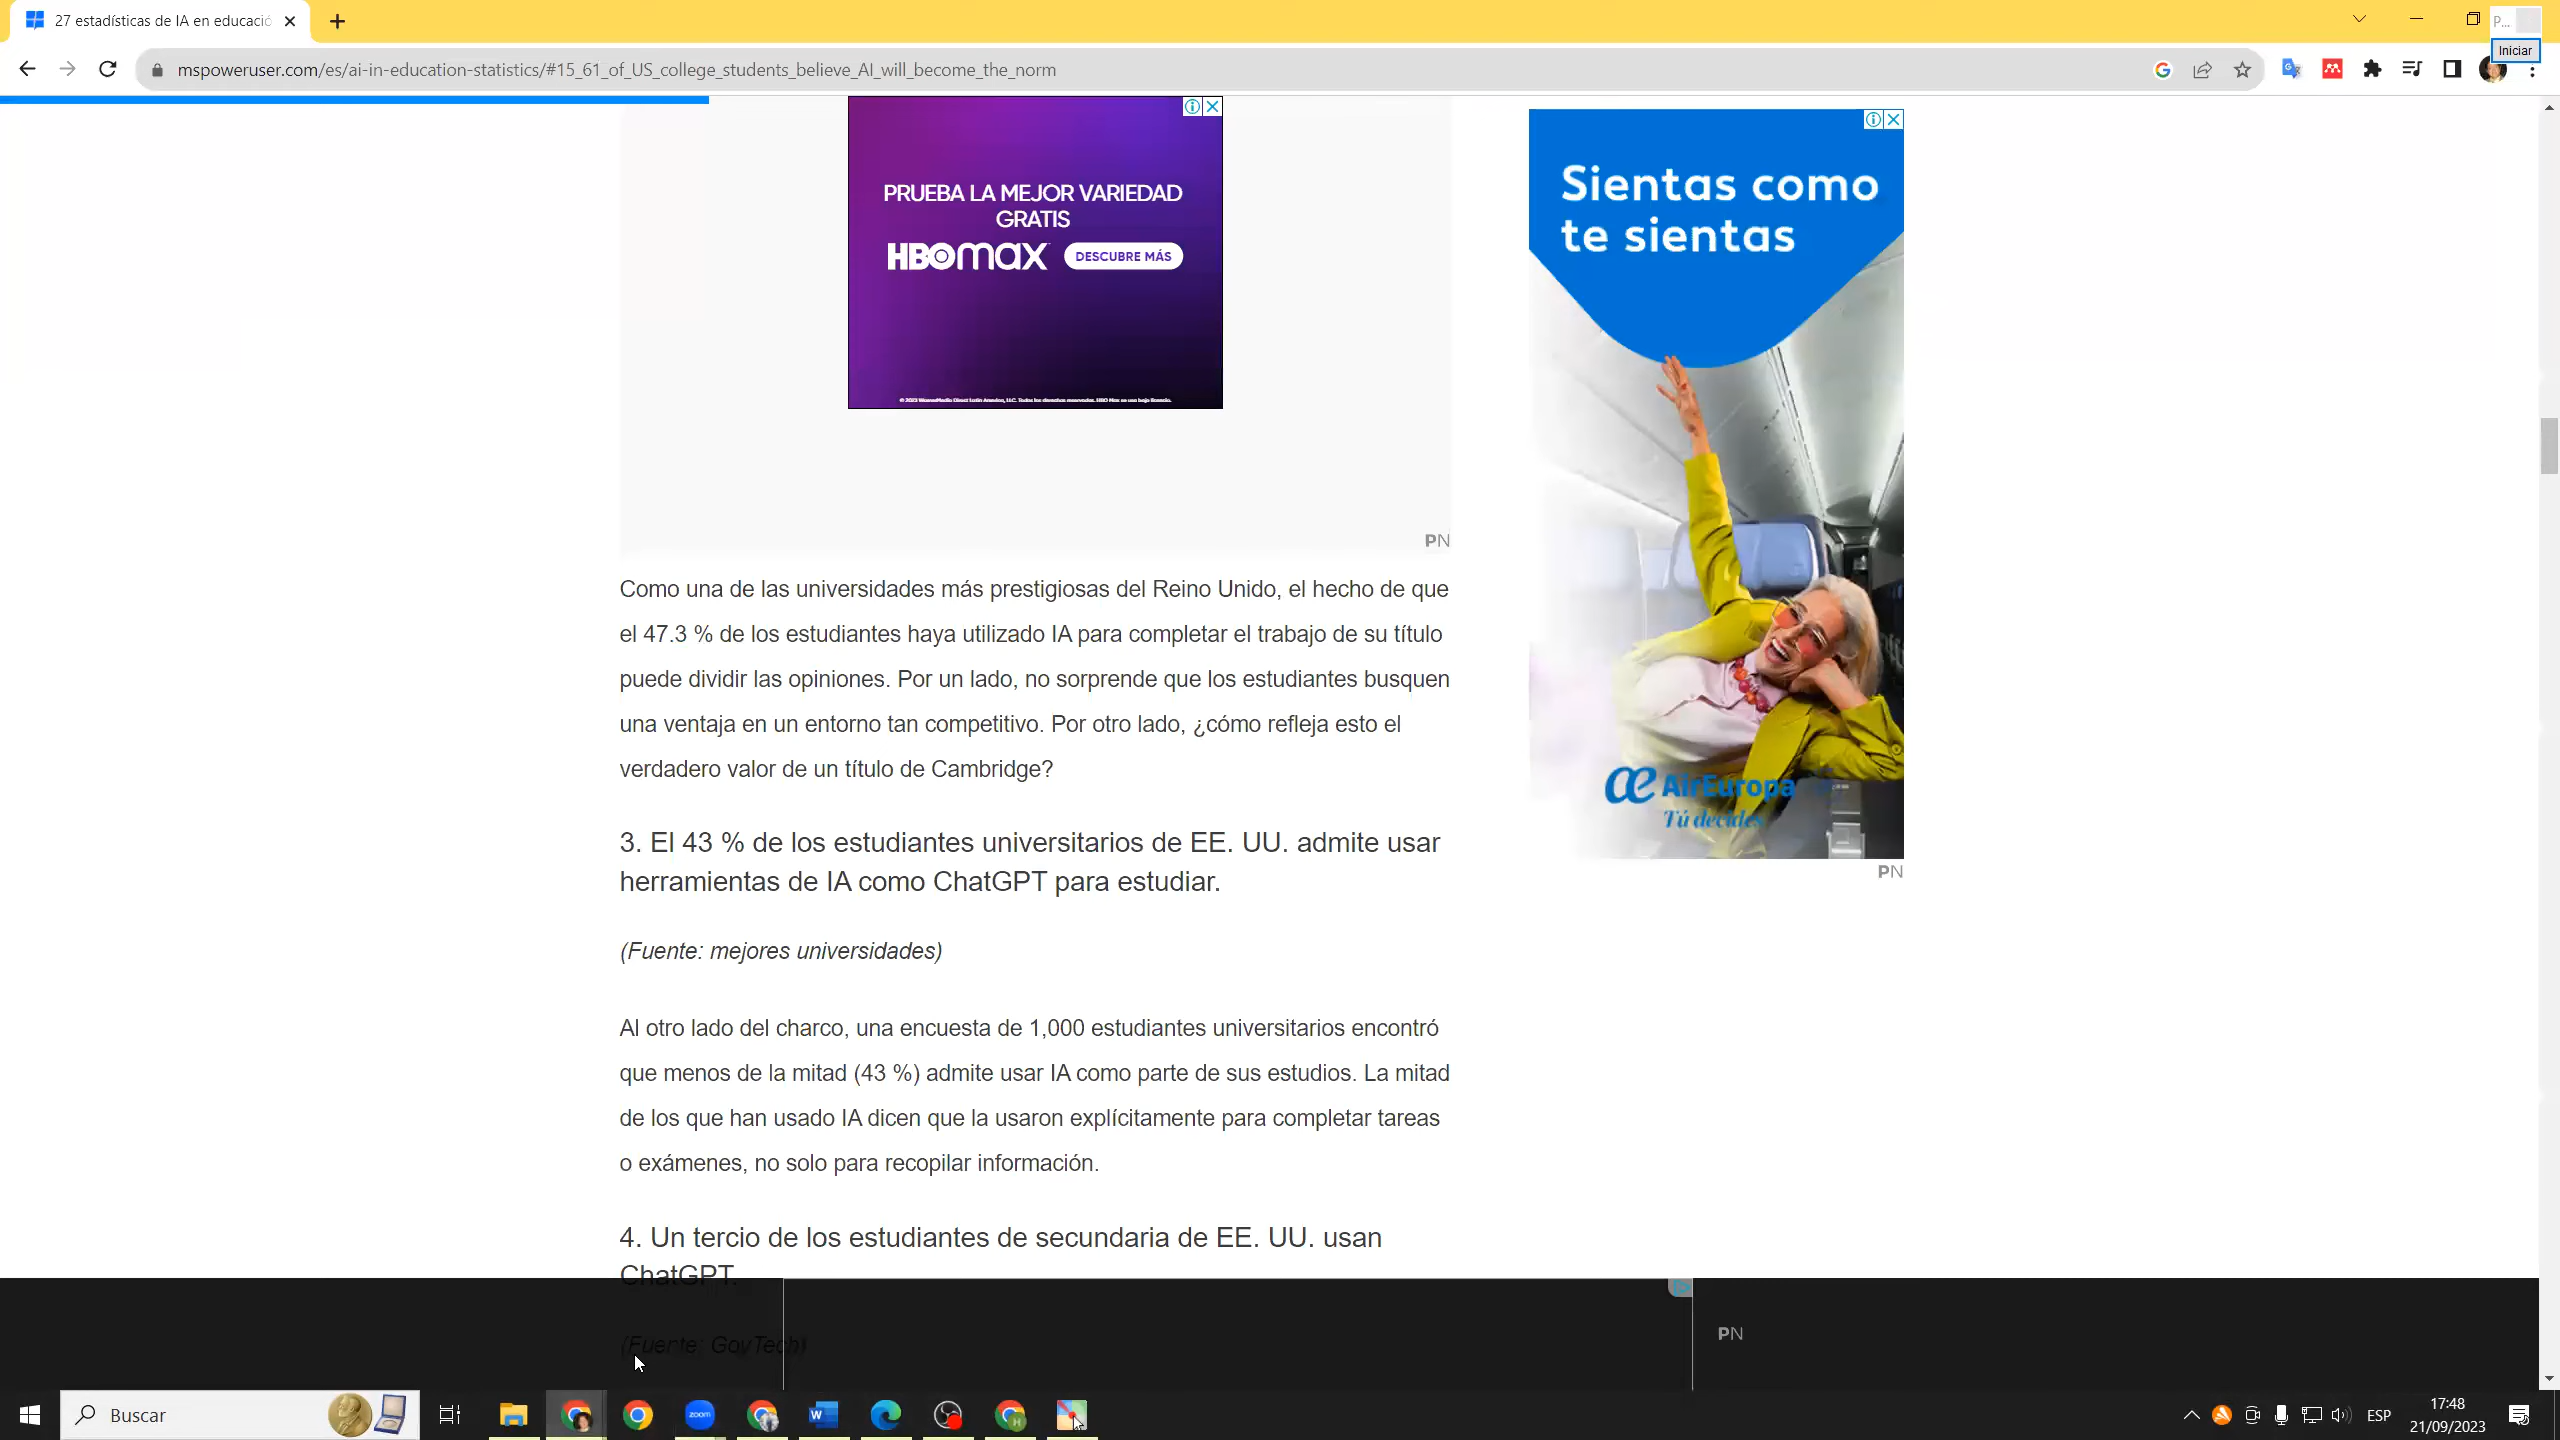 27 estadísticas de IA en educació
P...
Iniciar
mspoweruser.com/es/ai-in-education-statistics/#15_61_of_US_college_students_believe_AI_will_become_the_norm
PRUEBA LA MEJOR VARIEDAD
GRATIS
HBOmax DESCUBRE MÁS
PN
Sientas como
te sientas
AirEuropa
Tú decides
PN
Como una de las universidades más prestigiosas del Reino Unido, el hecho de que
el 47.3 % de los estudiantes haya utilizado IA para completar el trabajo de su título
puede dividir las opiniones. Por un lado, no sorprende que los estudiantes busquen
una ventaja en un entorno tan competitivo. Por otro lado, ¿cómo refleja esto el
verdadero valor de un título de Cambridge?
3. El 43 % de los estudiantes universitarios de EE. UU. admite usar
herramientas de IA como ChatGPT para estudiar.
(Fuente: mejores universidades)
Al otro lado del charco, una encuesta de 1,000 estudiantes universitarios encontró
que menos de la mitad (43 %) admite usar IA como parte de sus estudios. La mitad
de los que han usado IA dicen que la usaron explícitamente para completar tareas
o exámenes, no solo para recopilar información.
4. Un tercio de los estudiantes de secundaria de EE. UU. usan
ChatGPT.
(Fuente: GovTech)
PN
Buscar
zoom
W
H
ESP
17:48
21/09/2023